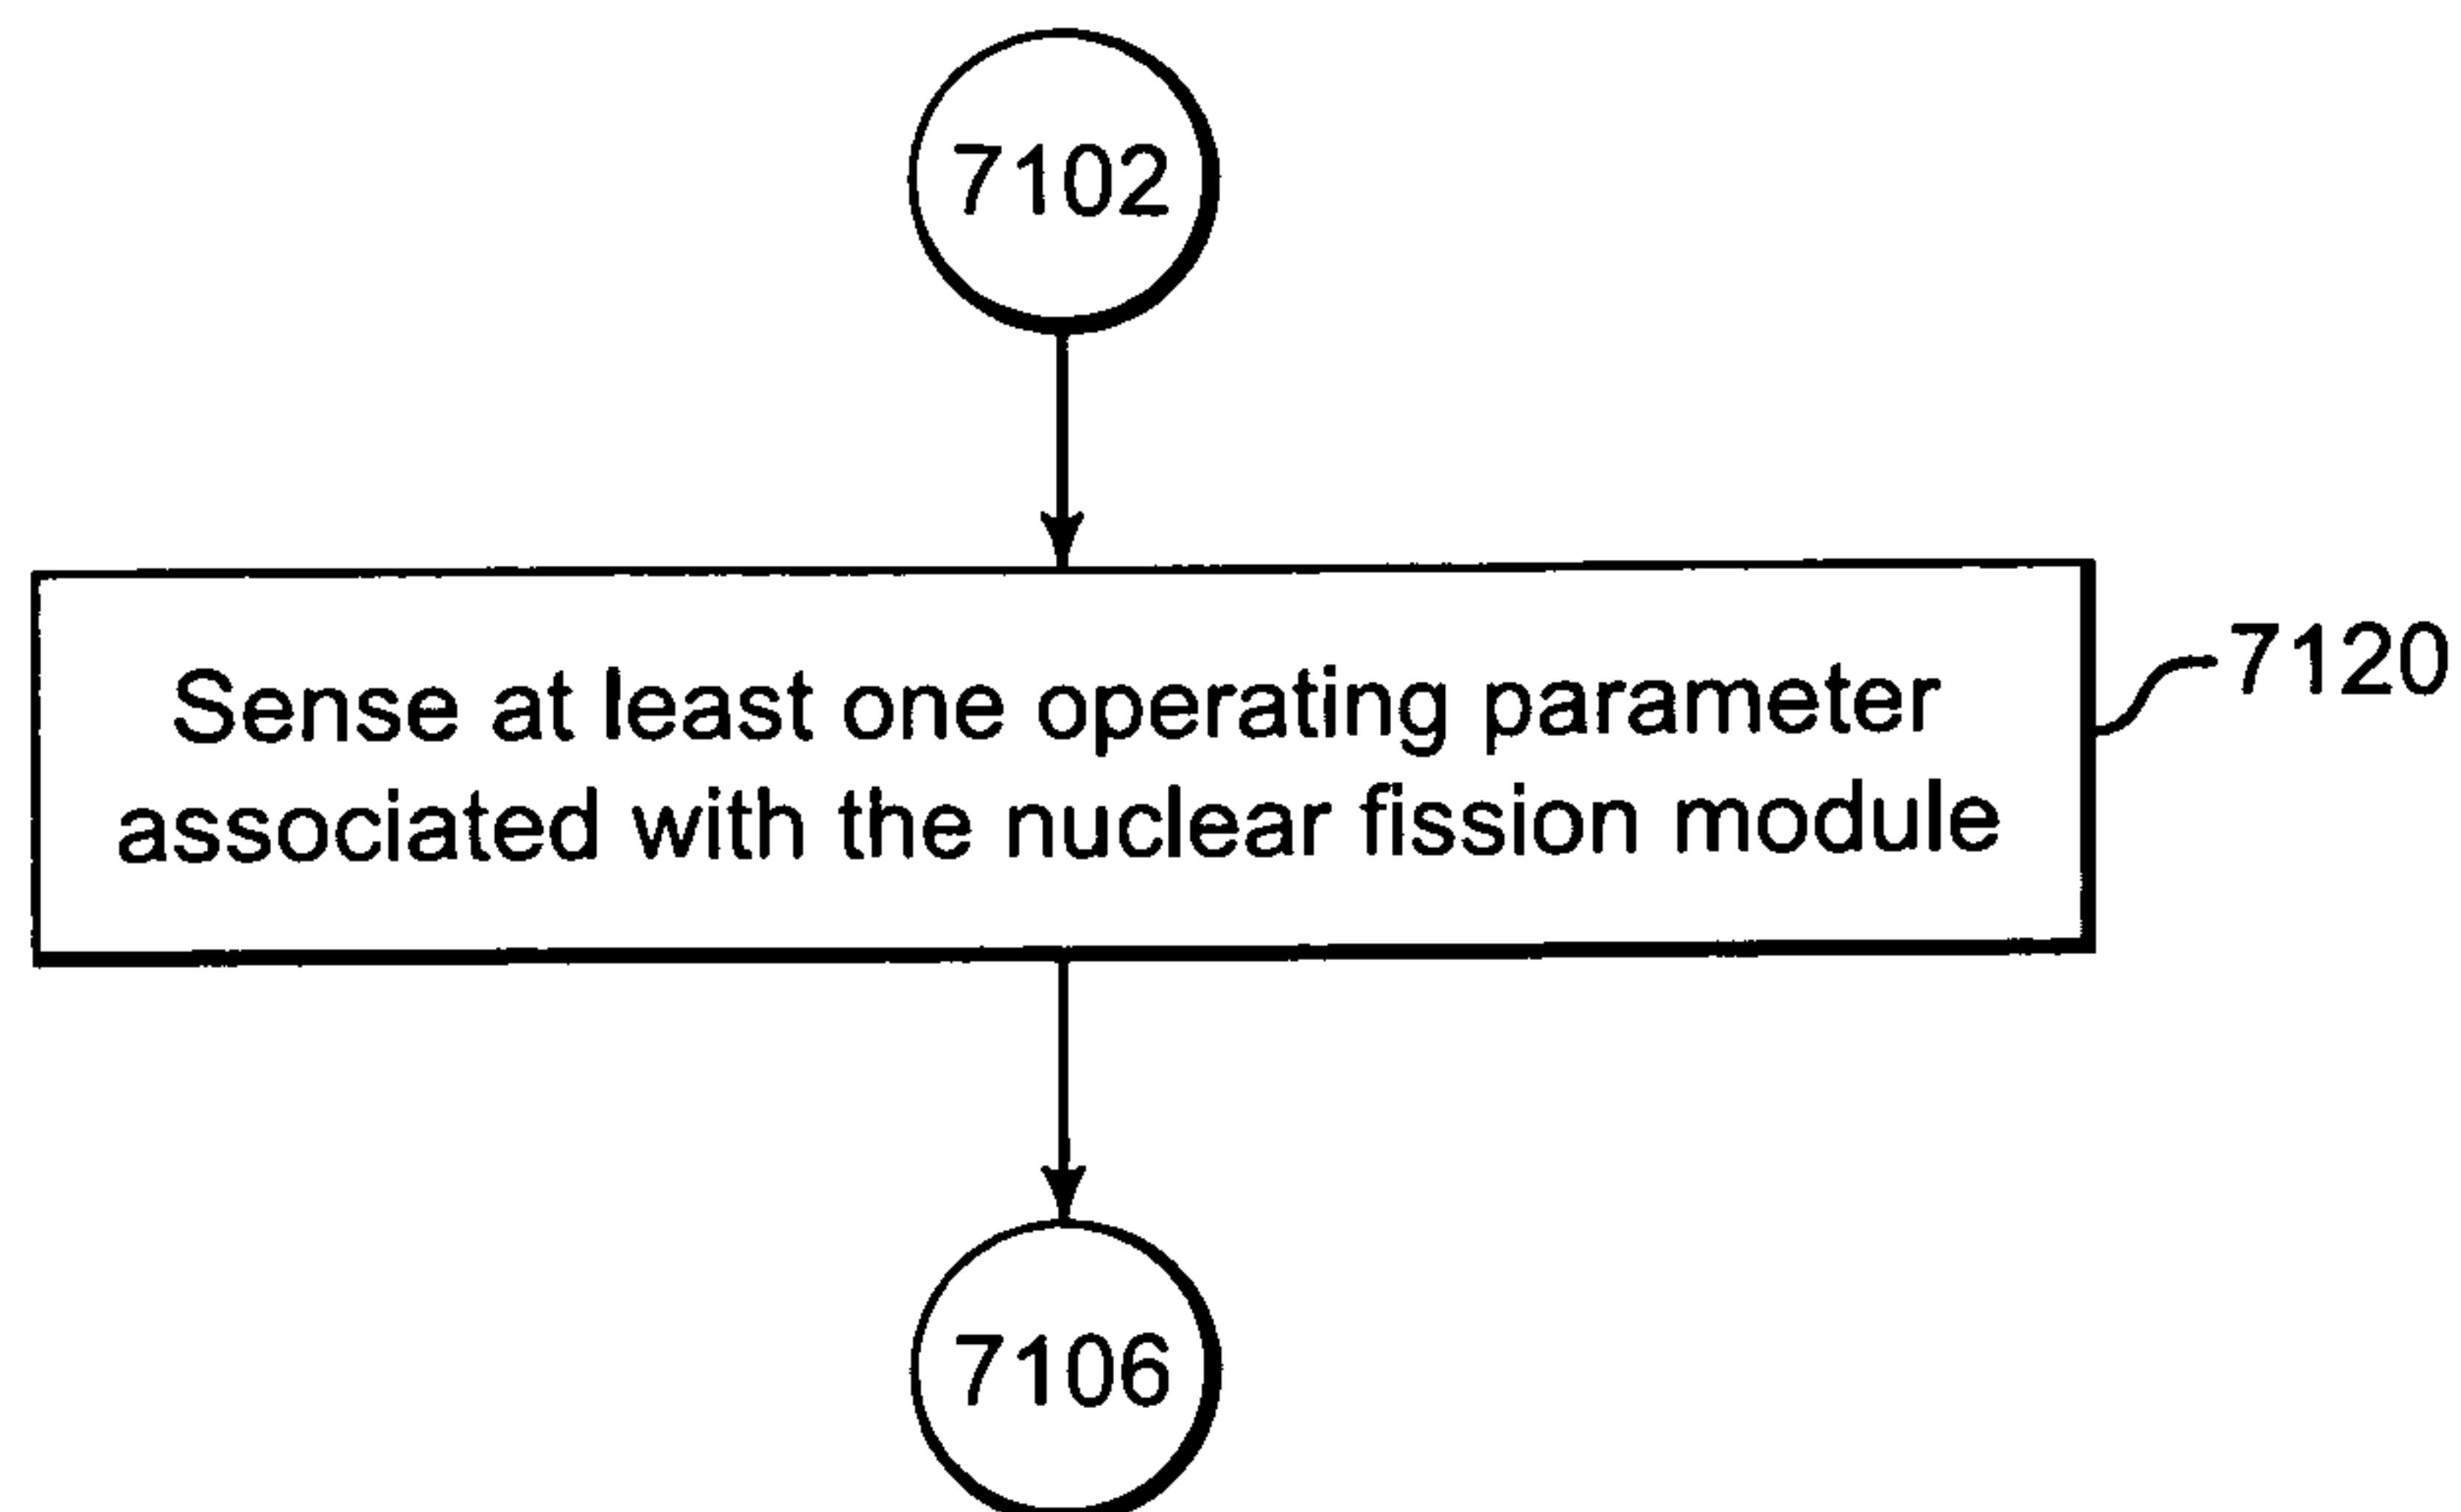 7102
Sense at least one operating parameter
associated with the nuclear fission module
7120
7106